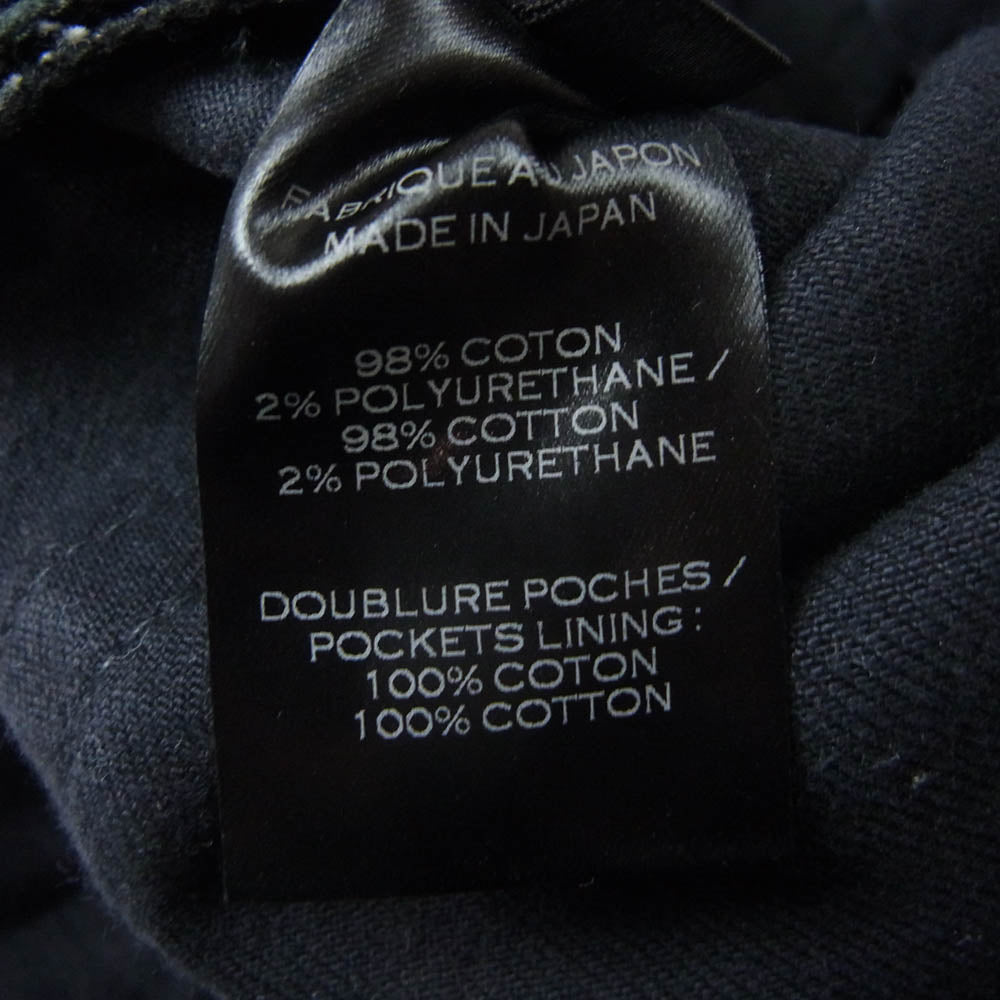 FABRIQUE AU JAPON
MADE IN JAPAN
98% COTON
2% POLYURETHANE /
98% COTTON
2% POLYURETHANE
DOUBLURE POCHES /
POCKETS LINING :
100% COTON
100% COTTON